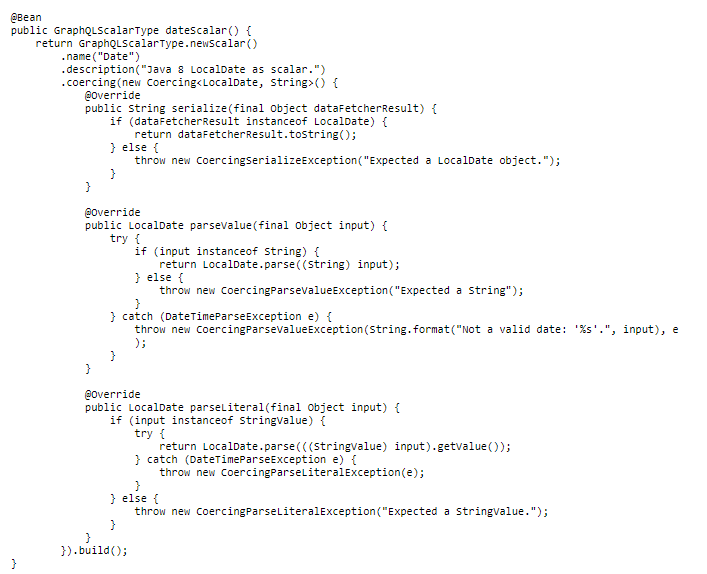 @Bean
public GraphQLScalarType dateScalar() {
    return GraphQLScalarType.newScalar()
        .name("Date")
        .description("Java 8 LocalDate as scalar.")
        .coercing(new Coercing<LocalDate, String>() {
            @Override
            public String serialize(final Object dataFetcherResult) {
                if (dataFetcherResult instanceof LocalDate) {
                    return dataFetcherResult.toString();
                } else {
                    throw new CoercingSerializeException("Expected a LocalDate object.");
                }
            }

            @Override
            public LocalDate parseValue(final Object input) {
                try {
                    if (input instanceof String) {
                        return LocalDate.parse((String) input);
                    } else {
                        throw new CoercingParseValueException("Expected a String");
                    }
                } catch (DateTimeParseException e) {
                    throw new CoercingParseValueException(String.format("Not a valid date: '%s'.", input), e
                    );
                }
            }

            @Override
            public LocalDate parseLiteral(final Object input) {
                if (input instanceof StringValue) {
                    try {
                        return LocalDate.parse(((StringValue) input).getValue());
                    } catch (DateTimeParseException e) {
                        throw new CoercingParseLiteralException(e);
                    }
                } else {
                    throw new CoercingParseLiteralException("Expected a StringValue.");
                }
            }
        }).build();
}